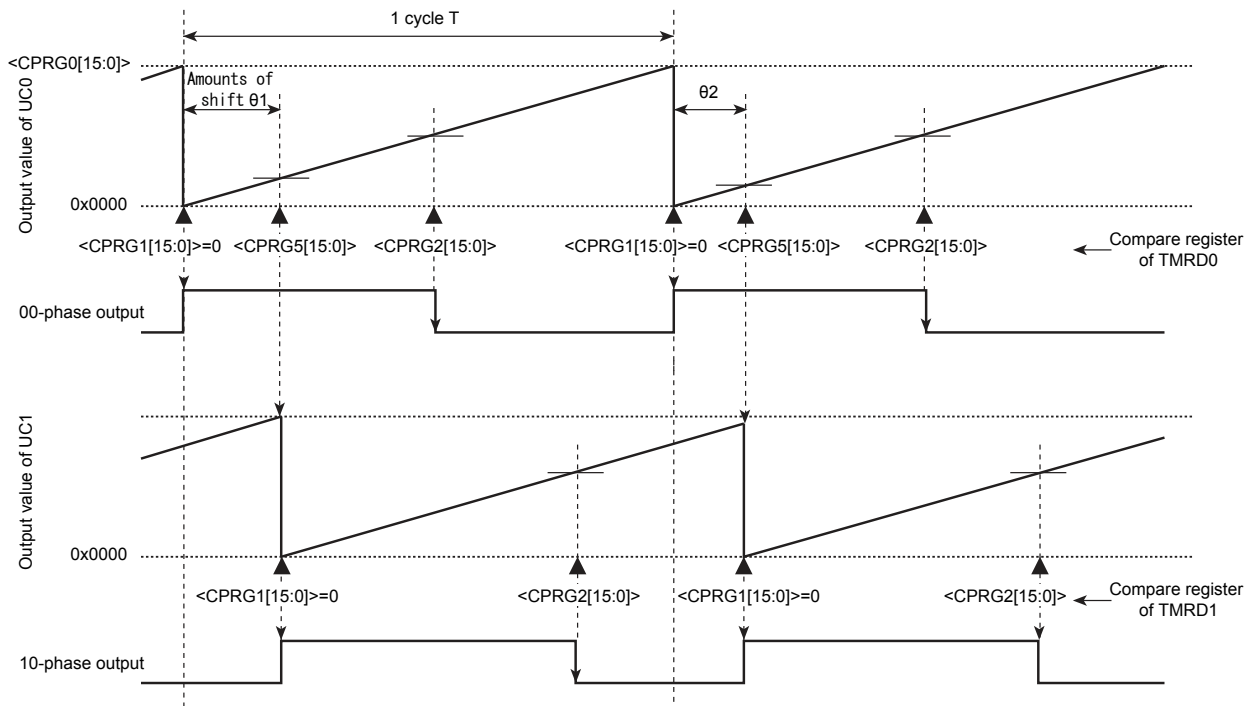 1 cycle T
<CPRG0[15:0]>
Amounts of
shift θ1
θ2
Output value of UC0
0x0000
<CPRG1[15:0]>=0 <CPRG5[15:0]> <CPRG2[15:0]> <CPRG1[15:0]>=0 <CPRG5[15:0]> <CPRG2[15:0]>
Compare register
of TMRD0
00-phase output
Output value of UC1
0x0000
<CPRG1[15:0]>=0 <CPRG2[15:0]> <CPRG1[15:0]>=0 <CPRG2[15:0]>
Compare register
of TMRD1
10-phase output